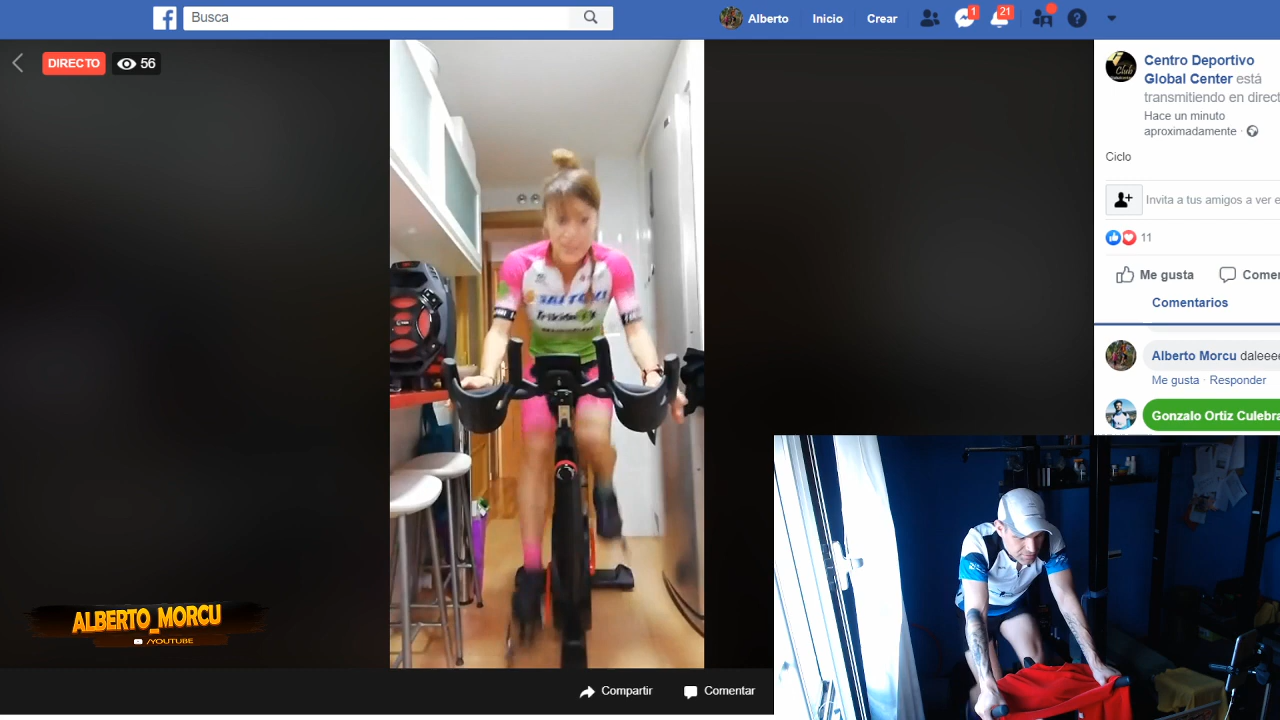 Busca
Alberto
Inicio
Crear
1
21
DIRECTO
56
Centro Deportivo
Global Center está
transmitiendo en direct
Hace un minuto
aproximadamente ·
Ciclo
Invita a tus amigos a ver e
11
Me gusta
Comen
Comentarios
Alberto Morcu daleeee
Me gusta · Responder
Gonzalo Ortiz Culebra
SALTOKI
ALBERTO_MORCU
/YOUTUBE
Compartir
Comentar